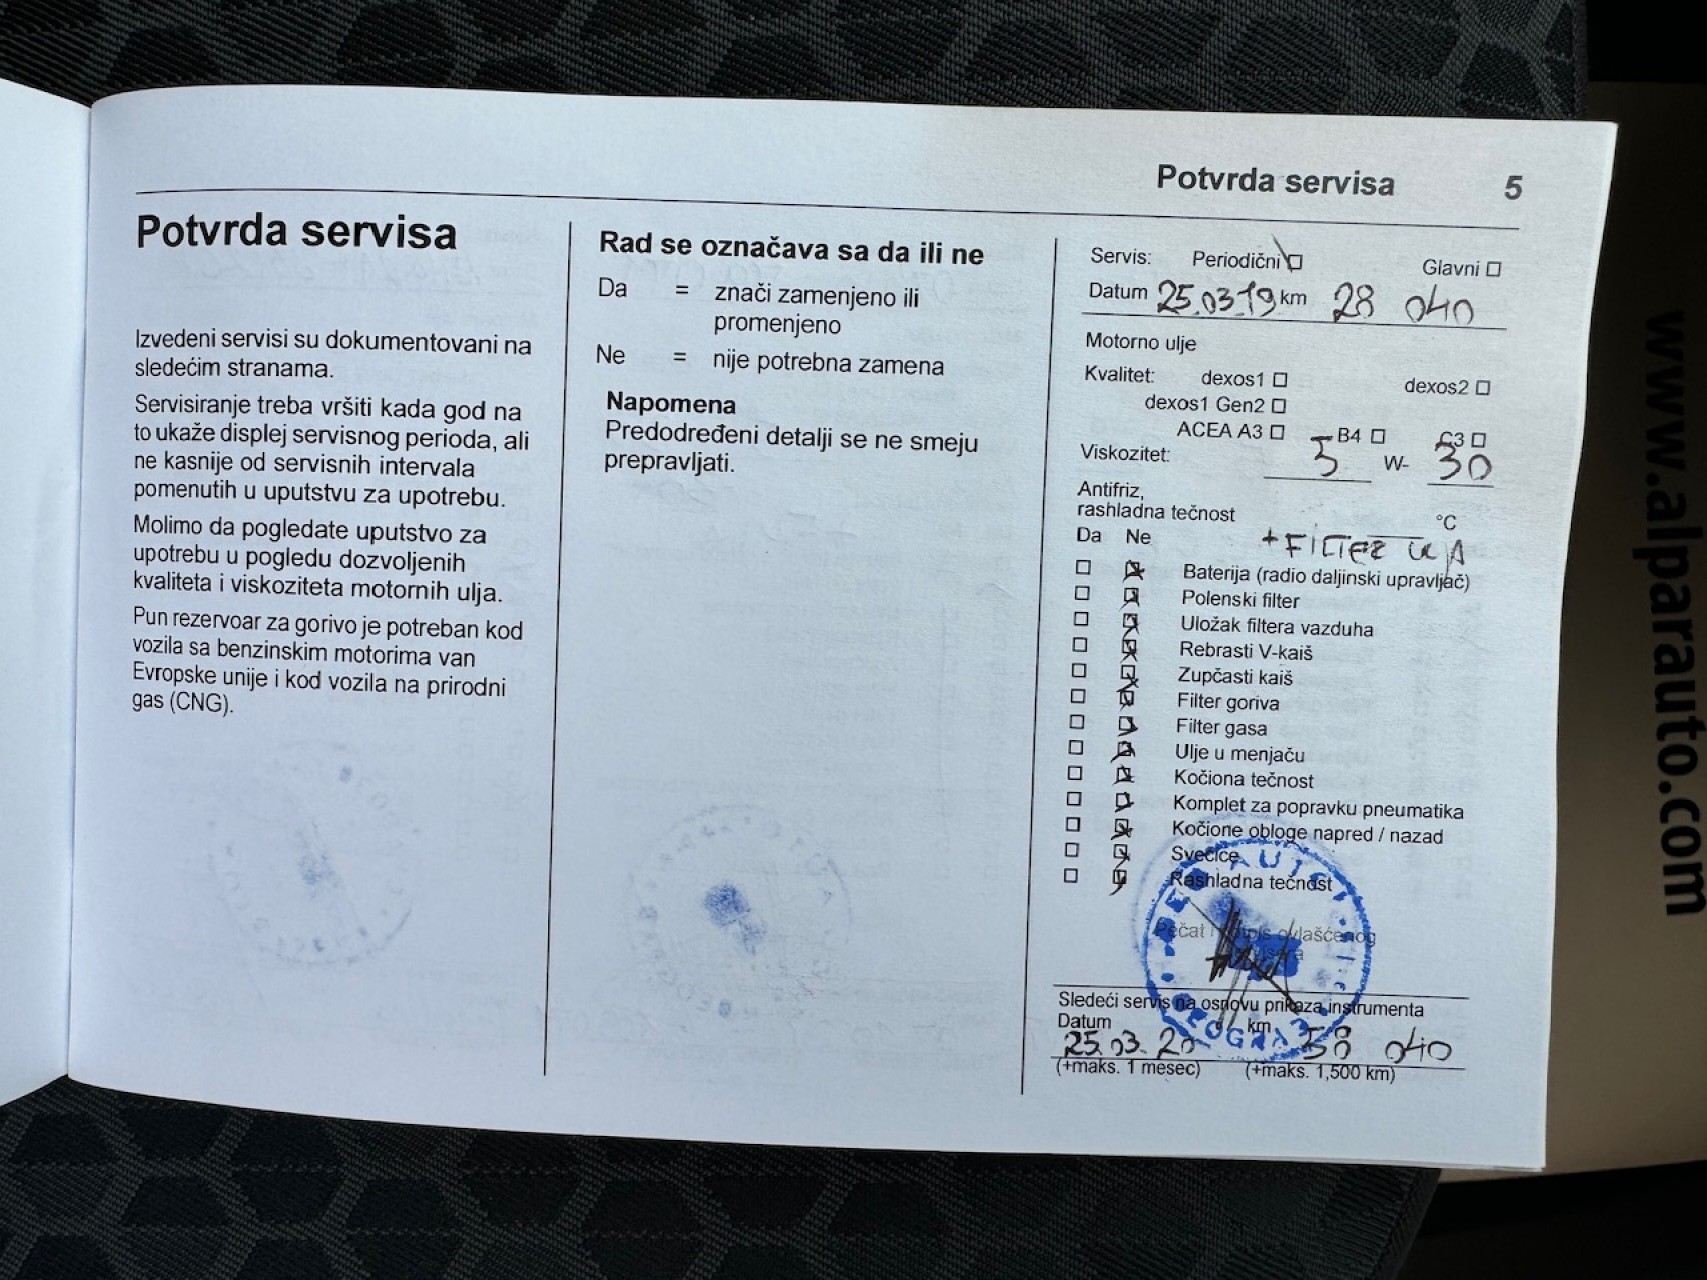 Potvrda servisa 5
Potvrda servisa
Izvedeni servisi su dokumentovani na
sledećim stranama.
Servisiranje treba vršiti kada god na
to ukaže displej servisnog perioda, ali
ne kasnije od servisnih intervala
pomenutih u uputstvu za upotrebu.
Molimo da pogledate uputstvo za
upotrebu u pogledu dozvoljenih
kvaliteta i viskoziteta motornih ulja.
Pun rezervoar za gorivo je potreban kod
vozila sa benzinskim motorima van
Evropske unije i kod vozila na prirodni
gas (CNG).
Rad se označava sa da ili ne
Da = znači zamenjeno ili
promenjeno
Ne = nije potrebna zamena
Napomena
Predodređeni detalji se ne smeju
prepravljati.
Servis: Periodični Glavni
Datum 25.03.19 km 28 040
Motorno ulje
Kvalitet: dexos1 dexos2
dexos1 Gen2
ACEA A3 B4 C3
Viskozitet: 5 W- 30
Antifriz,
rashladna tečnost °C
Da Ne + FILTER ULJA
Baterija (radio daljinski upravljač)
Polenski filter
Uložak filtera vazduha
Rebrasti V-kaiš
Zupčasti kaiš
Filter goriva
Filter gasa
Ulje u menjaču
Kočiona tečnost
Komplet za popravku pneumatika
Kočione obloge napred / nazad
Svećice
Rashladna tečnost
Pečat i potpis ovlašćenog
BEOGRAD
Sledeći servis na osnovu prikaza instrumenta
Datum km
25.03.20 58 040
(+maks. 1 mesec) (+maks. 1,500 km)
www.alparauto.com